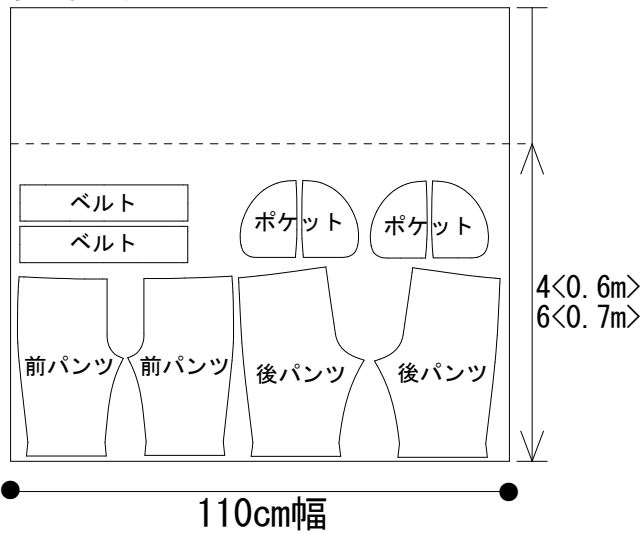 ベルト
ベルト
ポケット
ポケット
4<0.6m>
6<0.7m>
前パンツ
前パンツ
後パンツ
後パンツ
110cm幅